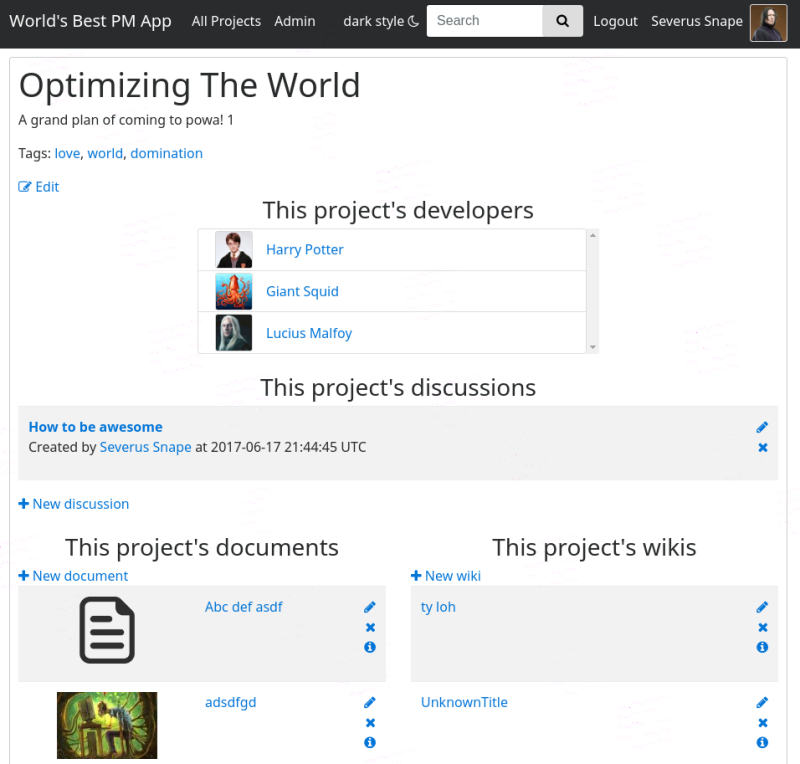 World's Best PM App All Projects Admin dark style Search Logout Severus Snape
Optimizing The World
A grand plan of coming to powa! 1
Tags: love, world, domination
Edit
This project's developers
Harry Potter
Giant Squid
Lucius Malfoy
This project's discussions
How to be awesome
Created by Severus Snape at 2017-06-17 21:44:45 UTC
New discussion
This project's documents
New document
Abc def asdf
adsdfgd
This project's wikis
New wiki
ty loh
UnknownTitle